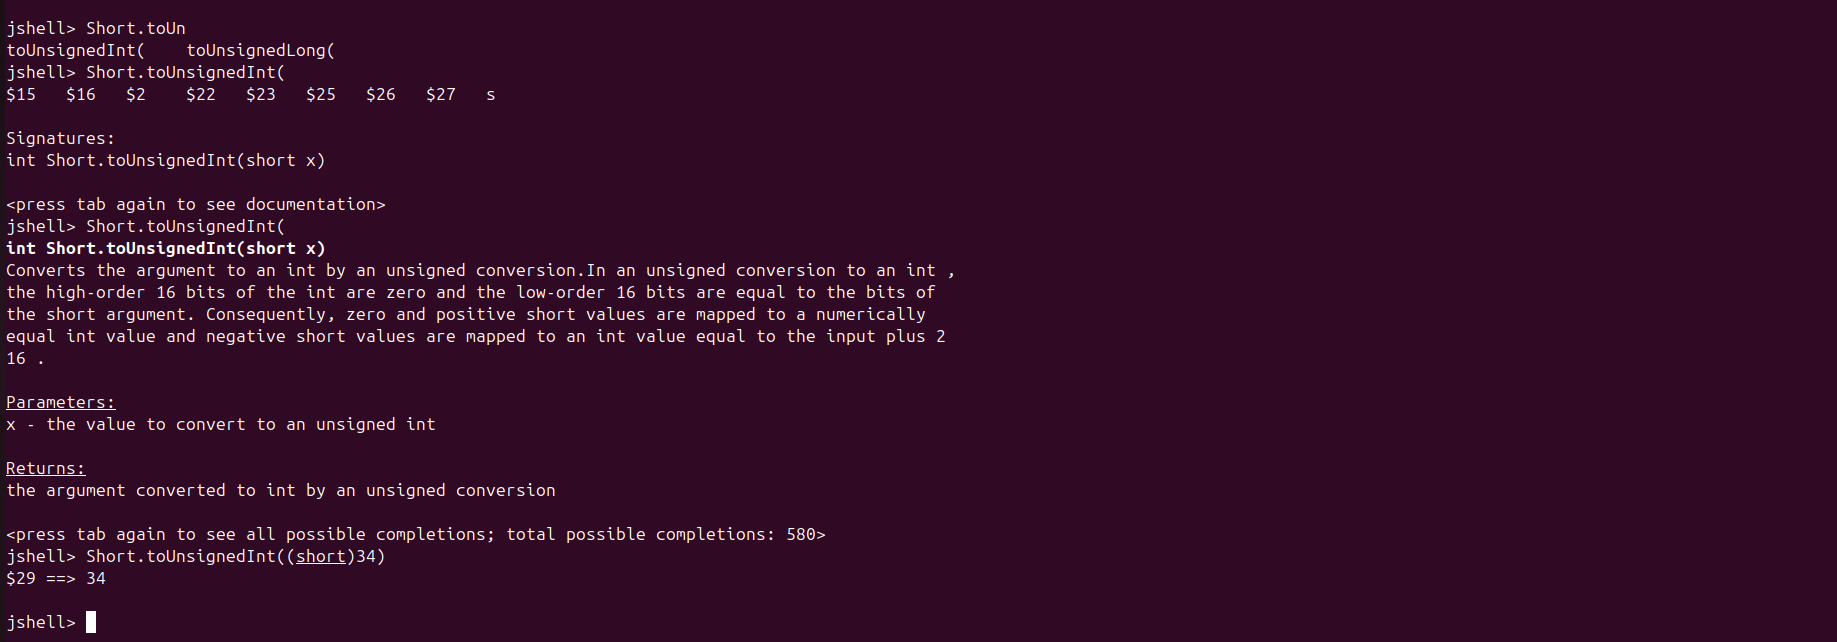 jshell> Short.toUn
toUnsignedInt(    toUnsignedLong(
jshell> Short.toUnsignedInt(
$15   $16   $2    $22   $23   $25   $26   $27   s
Signatures:
int Short.toUnsignedInt(short x)
<press tab again to see documentation>
jshell> Short.toUnsignedInt(
int Short.toUnsignedInt(short x)
Converts the argument to an int by an unsigned conversion.In an unsigned conversion to an int ,
the high-order 16 bits of the int are zero and the low-order 16 bits are equal to the bits of
the short argument. Consequently, zero and positive short values are mapped to a numerically
equal int value and negative short values are mapped to an int value equal to the input plus 2
16 .
Parameters:
x - the value to convert to an unsigned int
Returns:
the argument converted to int by an unsigned conversion
<press tab again to see all possible completions; total possible completions: 580>
jshell> Short.toUnsignedInt((short)34)
$29 ==> 34
jshell>